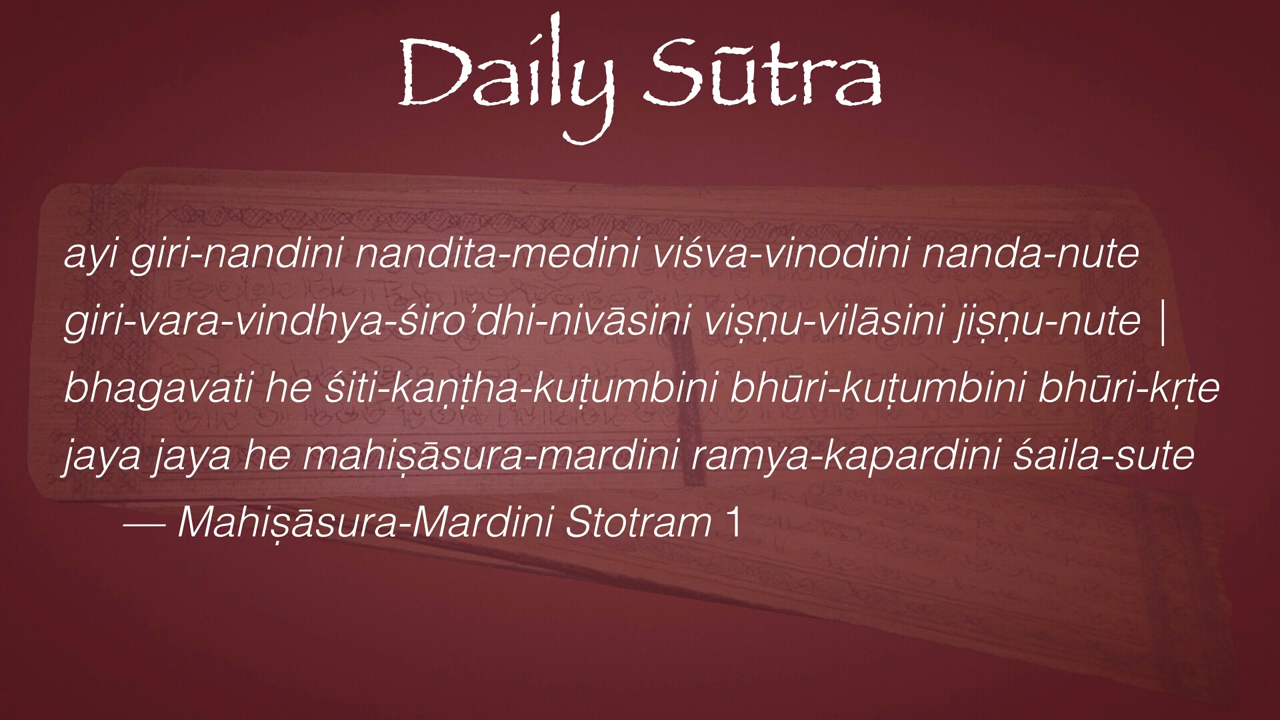 Daily Sūtra
ayi giri-nandini nandita-medini viśva-vinodini nanda-nute
giri-vara-vindhya-śiro’dhi-nivāsini viṣṇu-vilāsini jiṣṇu-nute |
bhagavati he śiti-kaṇṭha-kuṭumbini bhūri-kuṭumbini bhūri-kṛte
jaya jaya he mahiṣāsura-mardini ramya-kapardini śaila-sute
— Mahiṣāsura-Mardini Stotram 1